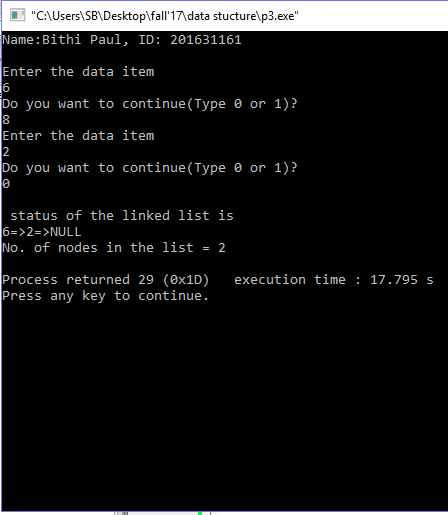 "C:\Users\SB\Desktop\fall'17\data stucture\p3.exe"
Name:Bithi Paul, ID: 201631161
Enter the data item
6
Do you want to continue(Type 0 or 1)?
8
Enter the data item
2
Do you want to continue(Type 0 or 1)?
0
status of the linked list is
6=>2=>NULL
No. of nodes in the list = 2
Process returned 29 (0x1D)   execution time : 17.795 s
Press any key to continue.